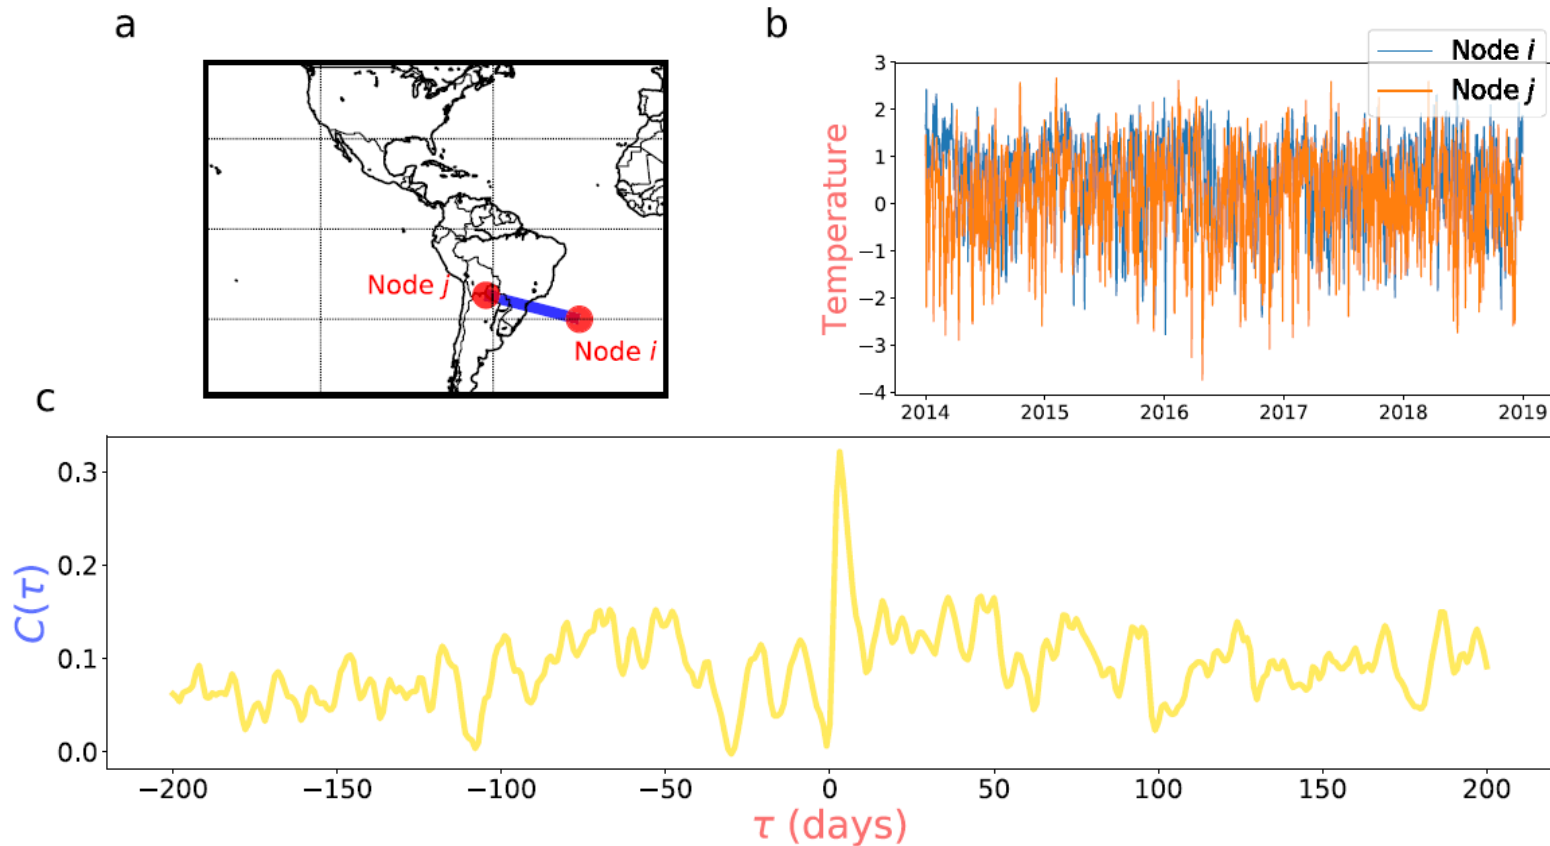 a
Node j
Node i
b
Node i
Node j
Temperature
3
2
1
0
−1
−2
−3
−4
2014 2015 2016 2017 2018 2019
c
C(τ)
0.3
0.2
0.1
0.0
−200 −150 −100 −50 0 50 100 150 200
τ (days)